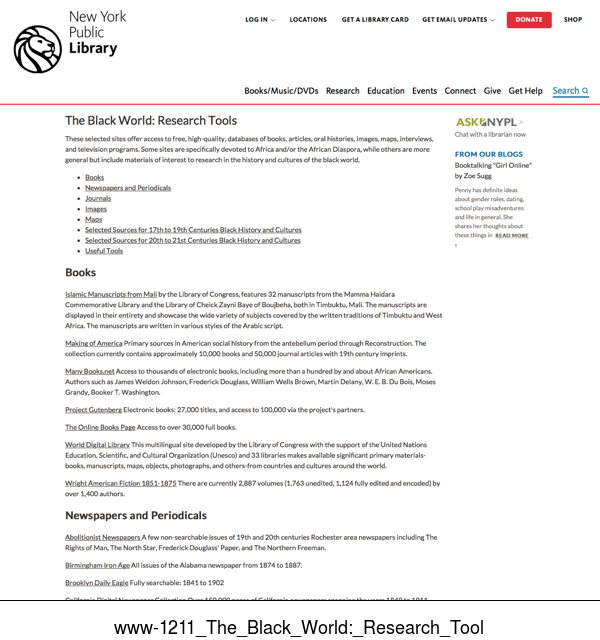 New York
Public
Library
LOG IN
LOCATIONS
GET A LIBRARY CARD
GET EMAIL UPDATES
DONATE
SHOP
Books/Music/DVDs Research Education Events Connect Give Get Help Search
The Black World: Research Tools
These selected sites offer access to free, high-quality, databases of books, articles, oral histories, images, maps, interviews,
and television programs. Some sites are specifically devoted to Africa and/or the African Diaspora, while others are more
general but include materials of interest to research in the history and cultures of the black world.
Books
Newspapers and Periodicals
Journals
Images
Maps
Selected Sources for 17th to 19th Centuries Black History and Cultures
Selected Sources for 20th to 21st Centuries Black History and Cultures
Useful Tools
Books
Islamic Manuscripts from Mali by the Library of Congress, features 32 manuscripts from the Mamma Haidara
Commemorative Library and the Library of Cheick Zayni Baye of Boujbeha, both in Timbuktu, Mali. The manuscripts are
displayed in their entirety and showcase the wide variety of subjects covered by the written traditions of Timbuktu and West
Africa. The manuscripts are written in various styles of the Arabic script.
Making of America Primary sources in American social history from the antebellum period through Reconstruction. The
collection currently contains approximately 10,000 books and 50,000 journal articles with 19th century imprints.
Many Books.net Access to thousands of electronic books, including more than a hundred by and about African Americans.
Authors such as James Weldon Johnson, Frederick Douglass, William Wells Brown, Martin Delany, W. E. B. Du Bois, Moses
Grandy, Booker T. Washington.
Project Gutenberg Electronic books: 27,000 titles, and access to 100,000 via the project's partners.
The Online Books Page Access to over 30,000 full books.
World Digital Library This multilingual site developed by the Library of Congress with the support of the United Nations
Education, Scientific, and Cultural Organization (Unesco) and 33 libraries makes available significant primary materials-
books, manuscripts, maps, objects, photographs, and others-from countries and cultures around the world.
Wright American Fiction 1851-1875 There are currently 2,887 volumes (1,763 unedited, 1,124 fully edited and encoded) by
over 1,400 authors.
Newspapers and Periodicals
Abolitionist Newspapers A few non-searchable issues of 19th and 20th centuries Rochester area newspapers including The
Rights of Man, The North Star, Frederick Douglass' Paper, and The Northern Freeman.
Birmingham Iron Age All issues of the Alabama newspaper from 1874 to 1887.
Brooklyn Daily Eagle Fully searchable: 1841 to 1902
ASK NYPL >
Chat with a librarian now
FROM OUR BLOGS
Booktalking "Girl Online"
by Zoe Sugg
Penny has definite ideas
about gender roles, dating,
school play misadventures
and life in general. She
shares her thoughts about
these things in READ MORE
www-1211_The_Black_World:_Research_Tool